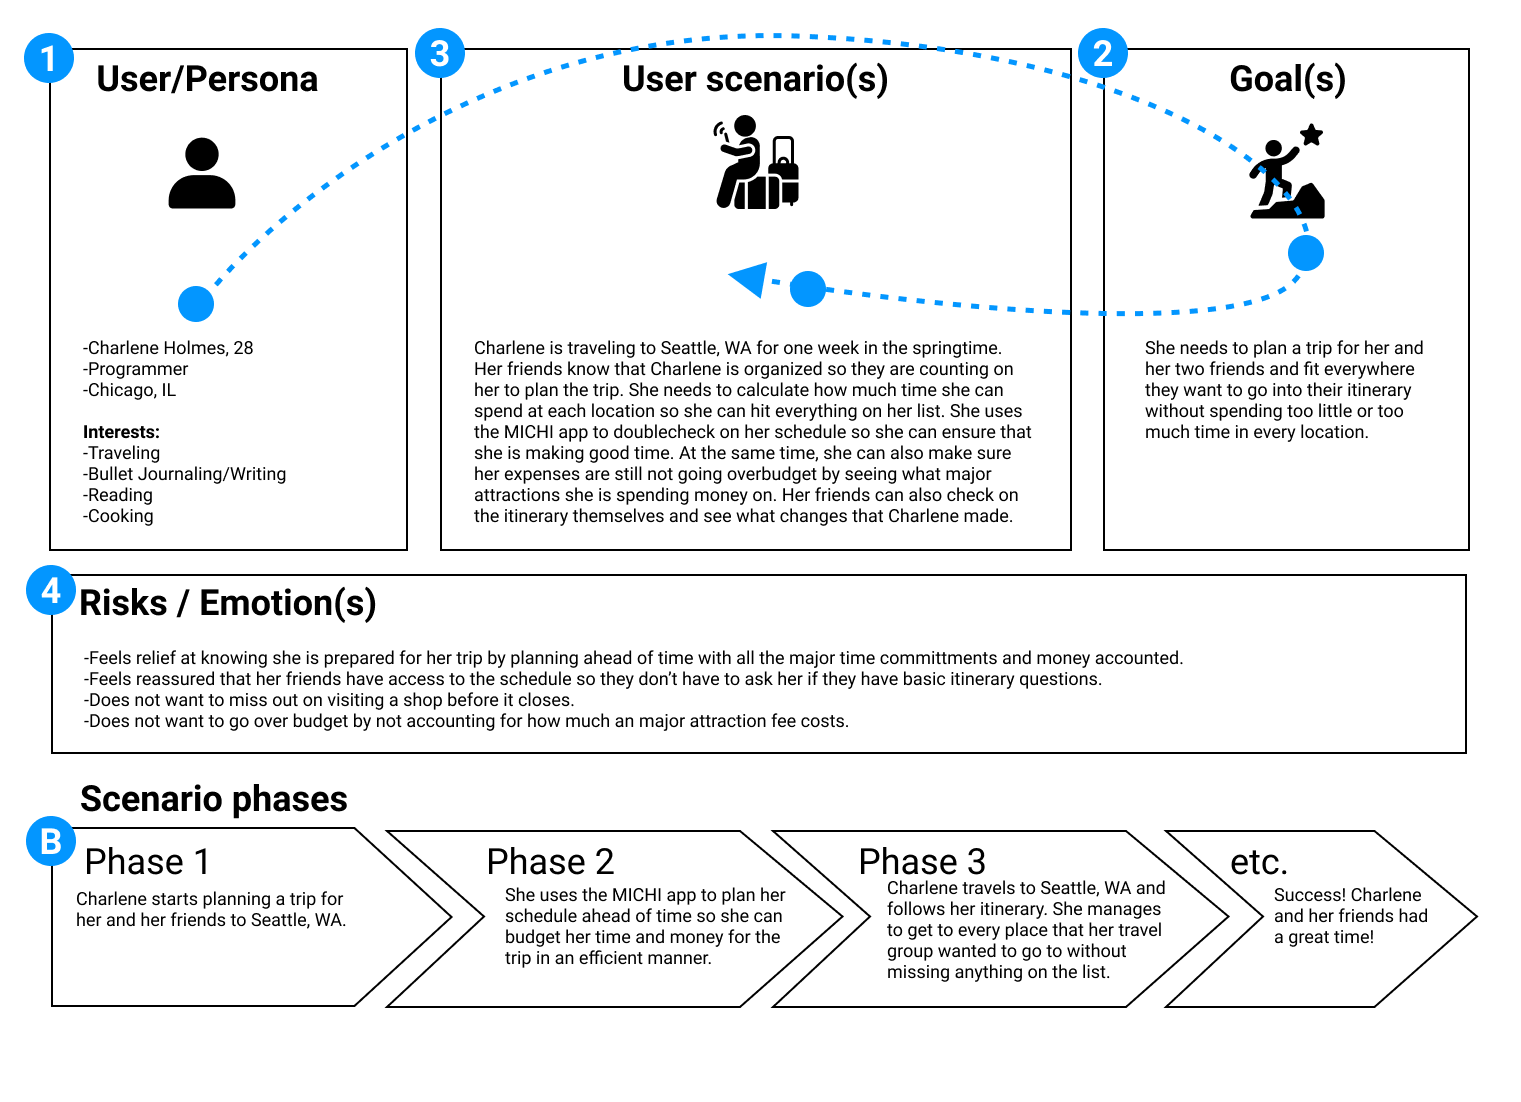 1
User/Persona
-Charlene Holmes, 28
-Programmer
-Chicago, IL
Interests:
-Traveling
-Bullet Journaling/Writing
-Reading
-Cooking
3
User scenario(s)
Charlene is traveling to Seattle, WA for one week in the springtime.
Her friends know that Charlene is organized so they are counting on
her to plan the trip. She needs to calculate how much time she can
spend at each location so she can hit everything on her list. She uses
the MICHI app to doublecheck on her schedule so she can ensure that
she is making good time. At the same time, she can also make sure
her expenses are still not going overbudget by seeing what major
attractions she is spending money on. Her friends can also check on
the itinerary themselves and see what changes that Charlene made.
2
Goal(s)
She needs to plan a trip for her and
her two friends and fit everywhere
they want to go into their itinerary
without spending too little or too
much time in every location.
4
Risks / Emotion(s)
-Feels relief at knowing she is prepared for her trip by planning ahead of time with all the major time committments and money accounted.
-Feels reassured that her friends have access to the schedule so they don't have to ask her if they have basic itinerary questions.
-Does not want to miss out on visiting a shop before it closes.
-Does not want to go over budget by not accounting for how much an major attraction fee costs.
Scenario phases
B
Phase 1
Charlene starts planning a trip for
her and her friends to Seattle, WA.
Phase 2
She uses the MICHI app to plan her
schedule ahead of time so she can
budget her time and money for the
trip in an efficient manner.
Phase 3
Charlene travels to Seattle, WA and
follows her itinerary. She manages
to get to every place that her travel
group wanted to go to without
missing anything on the list.
etc.
Success! Charlene
and her friends had
a great time!